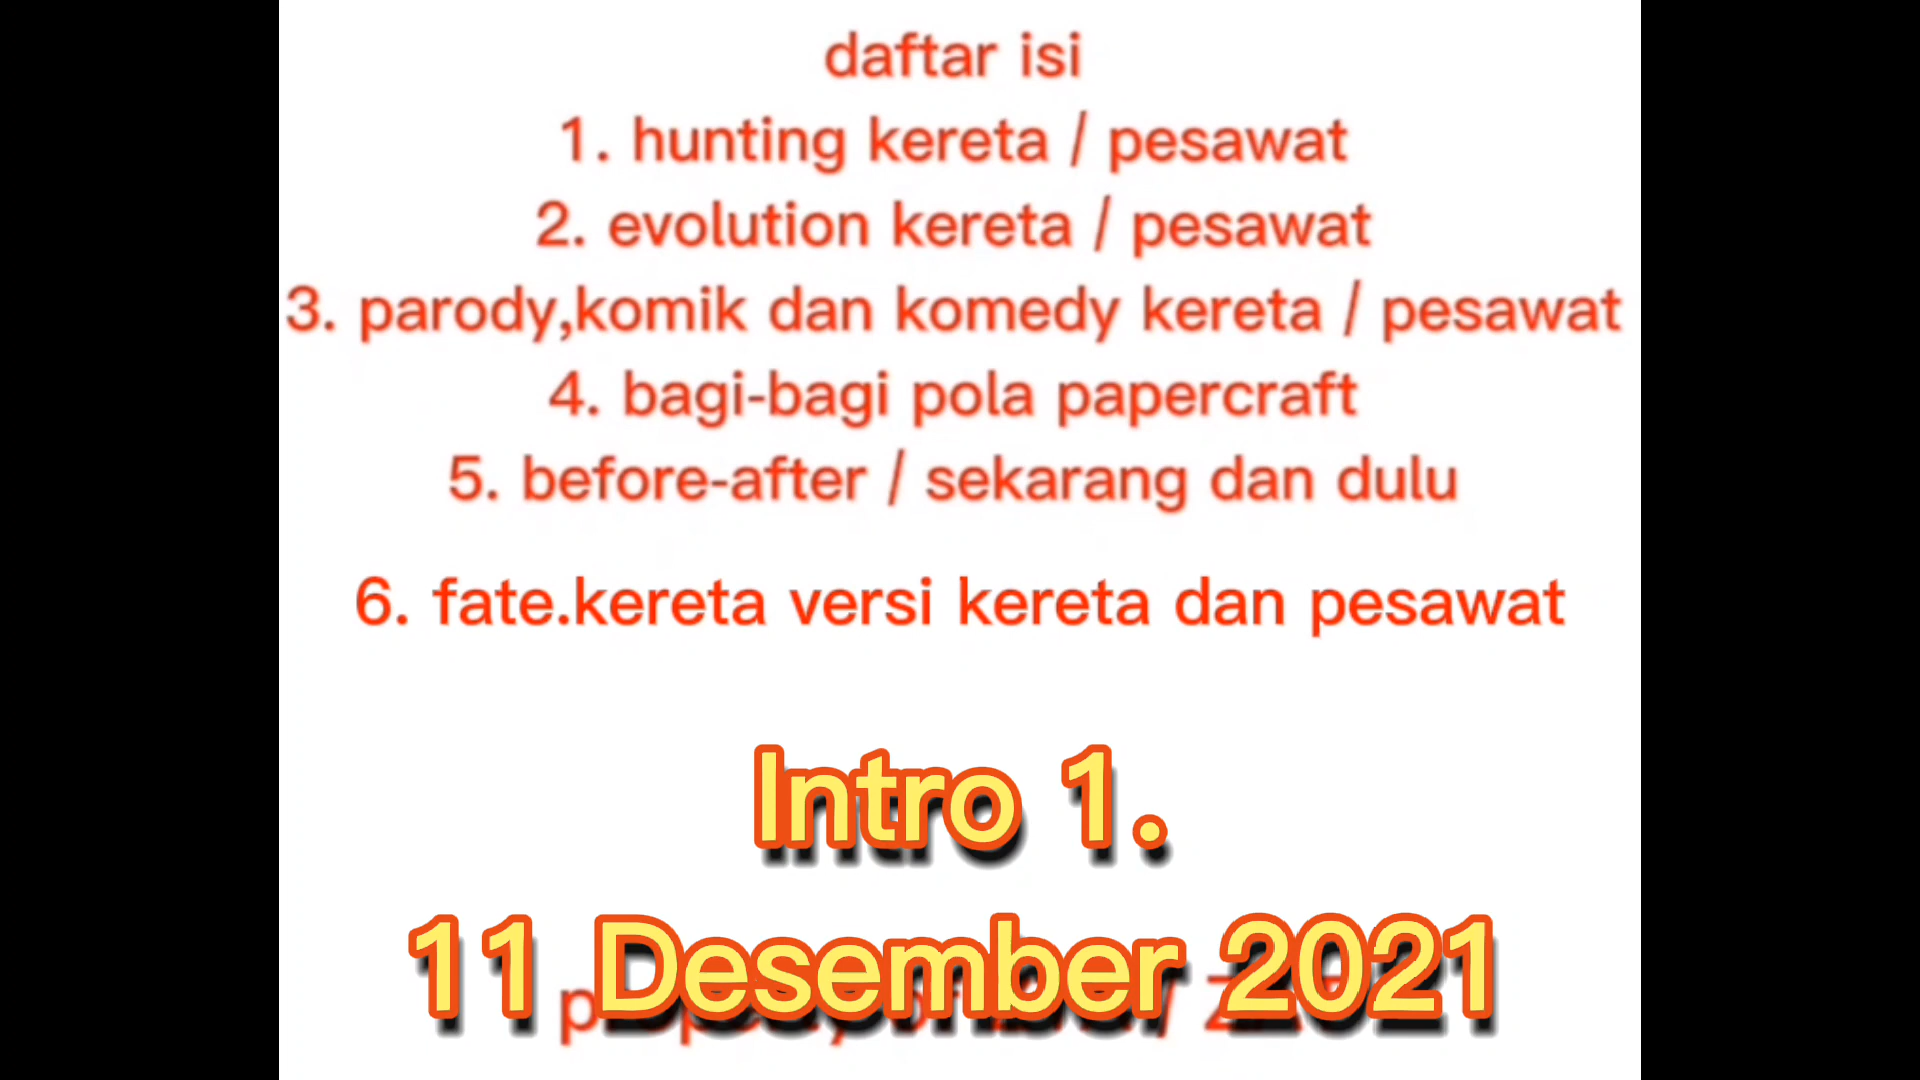 daftar isi
1. hunting kereta / pesawat
2. evolution kereta / pesawat
3. parody,komik dan komedy kereta / pesawat
4. bagi-bagi pola papercraft
5. before-after / sekarang dan dulu
6. fate.kereta versi kereta dan pesawat
Intro 1.
11 Desember 2021